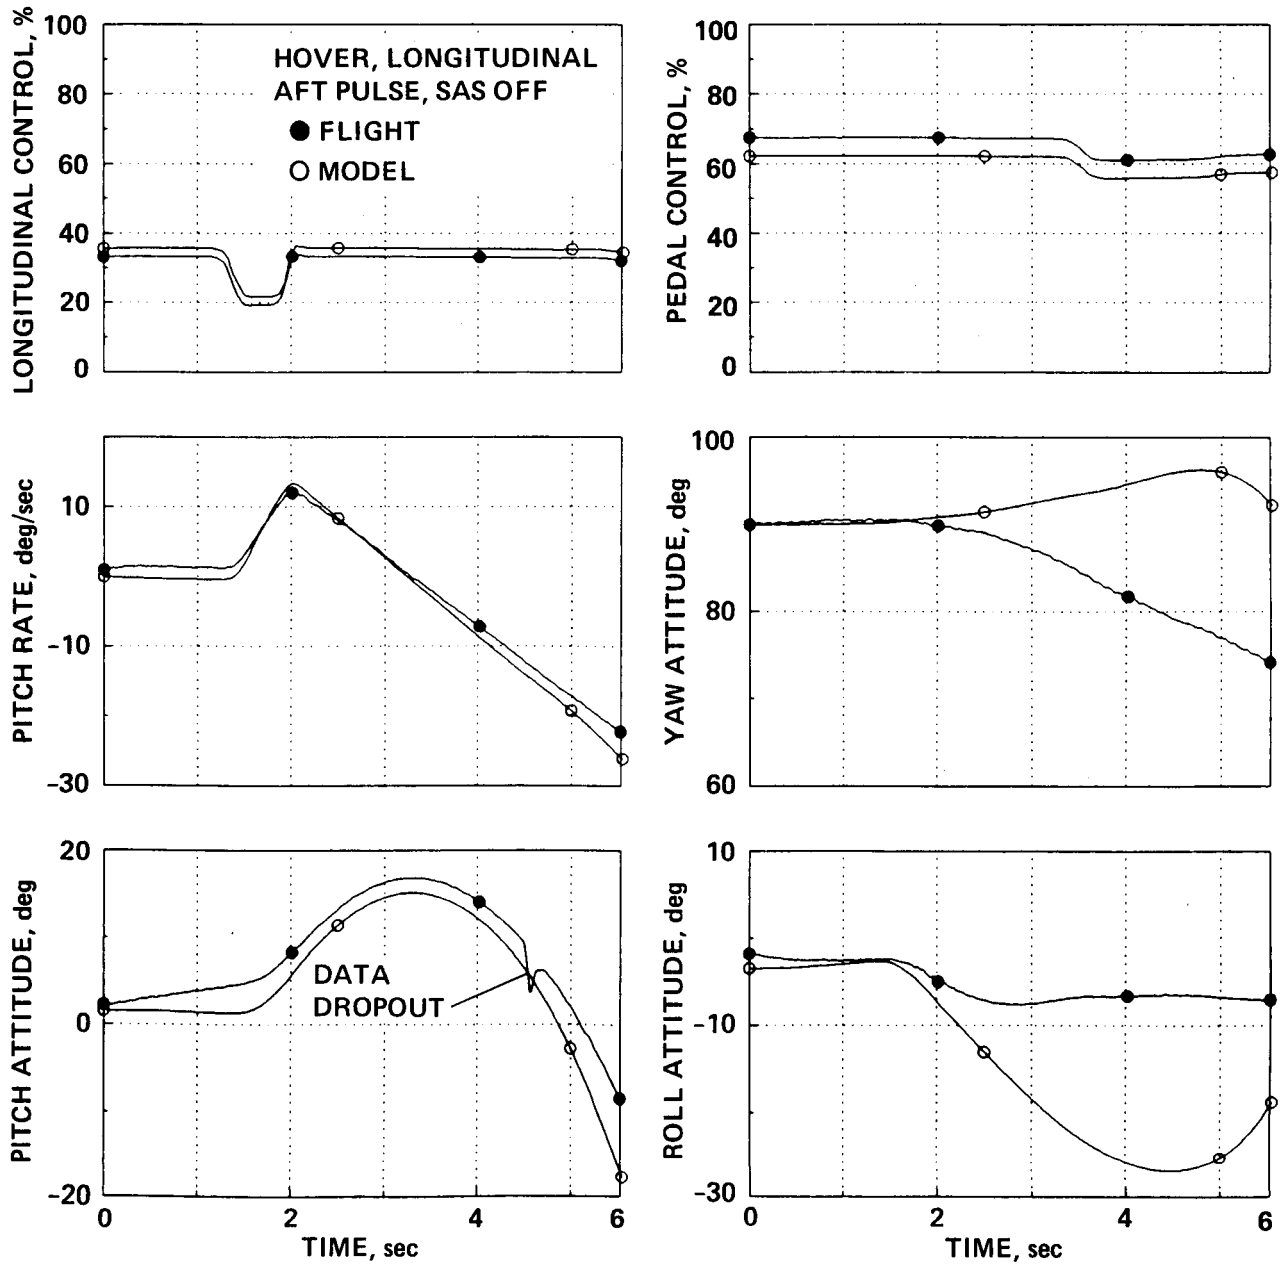 LONGITUDINAL CONTROL, %
100
80
60
40
20
0
HOVER, LONGITUDINAL
AFT PULSE, SAS OFF
FLIGHT
MODEL
PEDAL CONTROL, %
100
80
60
40
20
0
PITCH RATE, deg/sec
10
-10
-30
YAW ATTITUDE, deg
100
80
60
PITCH ATTITUDE, deg
20
0
-20
DATA
DROPOUT
0 2 4 6
TIME, sec
ROLL ATTITUDE, deg
10
-10
-30
0 2 4 6
TIME, sec